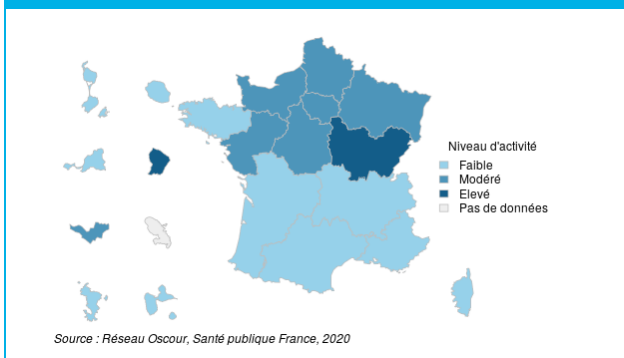 Niveau d'activité
Faible
Modéré
Elevé
Pas de données
Source : Réseau Oscour, Santé publique France, 2020